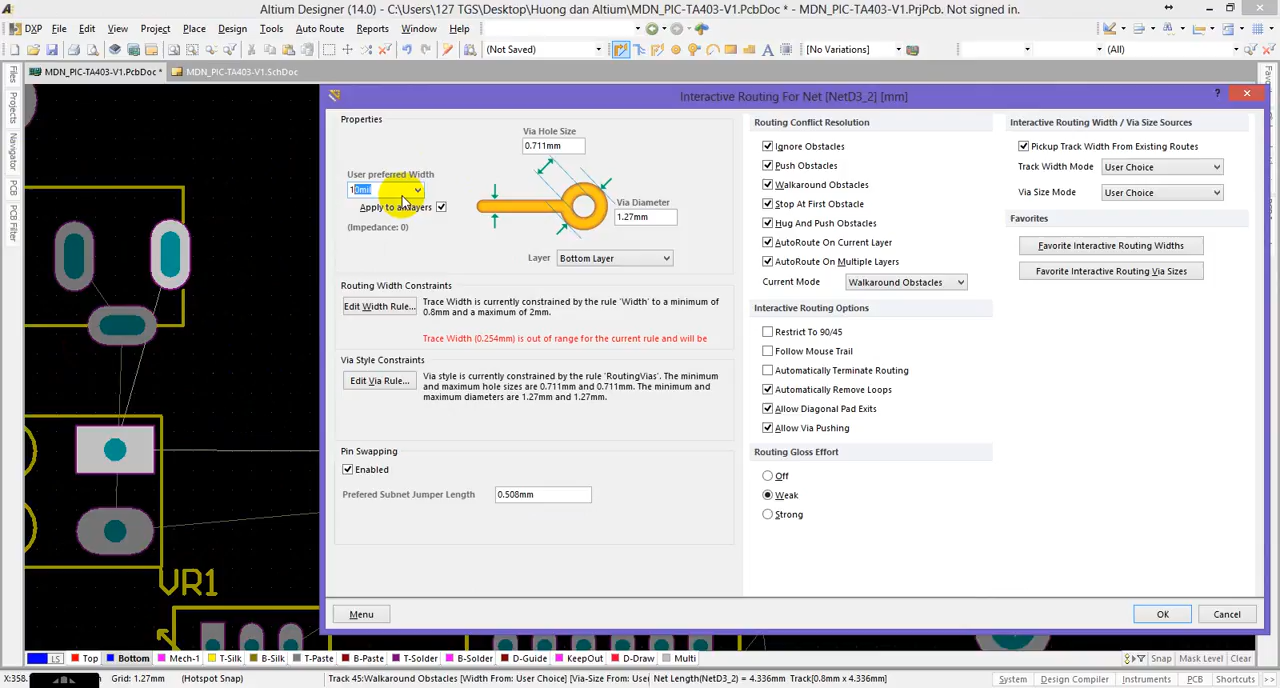 Altium Designer (14.0) - C:\Users\127 TGS\Desktop\Huong dan Altium\MDN_PIC-TA403-V1.PcbDoc * - MDN_PIC-TA403-V1.PrjPcb. Not signed in.
DXP File Edit View Project Place Design Tools Auto Route Reports Window Help
(Not Saved) [No Variations] (All)
MDN_PIC-TA403-V1.PcbDoc * MDN_PIC-TA403-V1.SchDoc
Files
Projects
Navigator
PCB
PCB Filter
Interactive Routing For Net [NetD3_2] [mm]
Properties
Via Hole Size
0.711mm
User preferred Width
10mil
Apply to all layers
(Impedance: 0)
Via Diameter
1.27mm
Layer Bottom Layer
Routing Width Constraints
Edit Width Rule... Trace Width is currently constrained by the rule 'Width' to a minimum of
0.8mm and a maximum of 2mm.
Trace Width (0.254mm) is out of range for the current rule and will be
Via Style Constraints
Edit Via Rule... Via style is currently constrained by the rule 'RoutingVias'. The minimum
and maximum hole sizes are 0.711mm and 0.711mm. The minimum and
maximum diameters are 1.27mm and 1.27mm.
Pin Swapping
Enabled
Prefered Subnet Jumper Length 0.508mm
Routing Conflict Resolution
Ignore Obstacles
Push Obstacles
Walkaround Obstacles
Stop At First Obstacle
Hug And Push Obstacles
AutoRoute On Current Layer
AutoRoute On Multiple Layers
Current Mode Walkaround Obstacles
Interactive Routing Options
Restrict To 90/45
Follow Mouse Trail
Automatically Terminate Routing
Automatically Remove Loops
Allow Diagonal Pad Exits
Allow Via Pushing
Routing Gloss Effort
Off
Weak
Strong
Interactive Routing Width / Via Size Sources
Pickup Track Width From Existing Routes
Track Width Mode User Choice
Via Size Mode User Choice
Favorites
Favorite Interactive Routing Widths
Favorite Interactive Routing Via Sizes
Menu OK Cancel
VR1
LS Top Bottom Mech-1 T-Silk B-Silk T-Paste B-Paste T-Solder B-Solder D-Guide KeepOut D-Draw Multi Snap Mask Level Clear
X:358. Grid: 1.27mm (Hotspot Snap) Track 45:Walkaround Obstacles [Width From: User Choice] [Via-Size From: User Net Length(NetD3_2) = 4.336mm Track[0.8mm x 4.336mm] System Design Compiler Instruments PCB Shortcuts >>